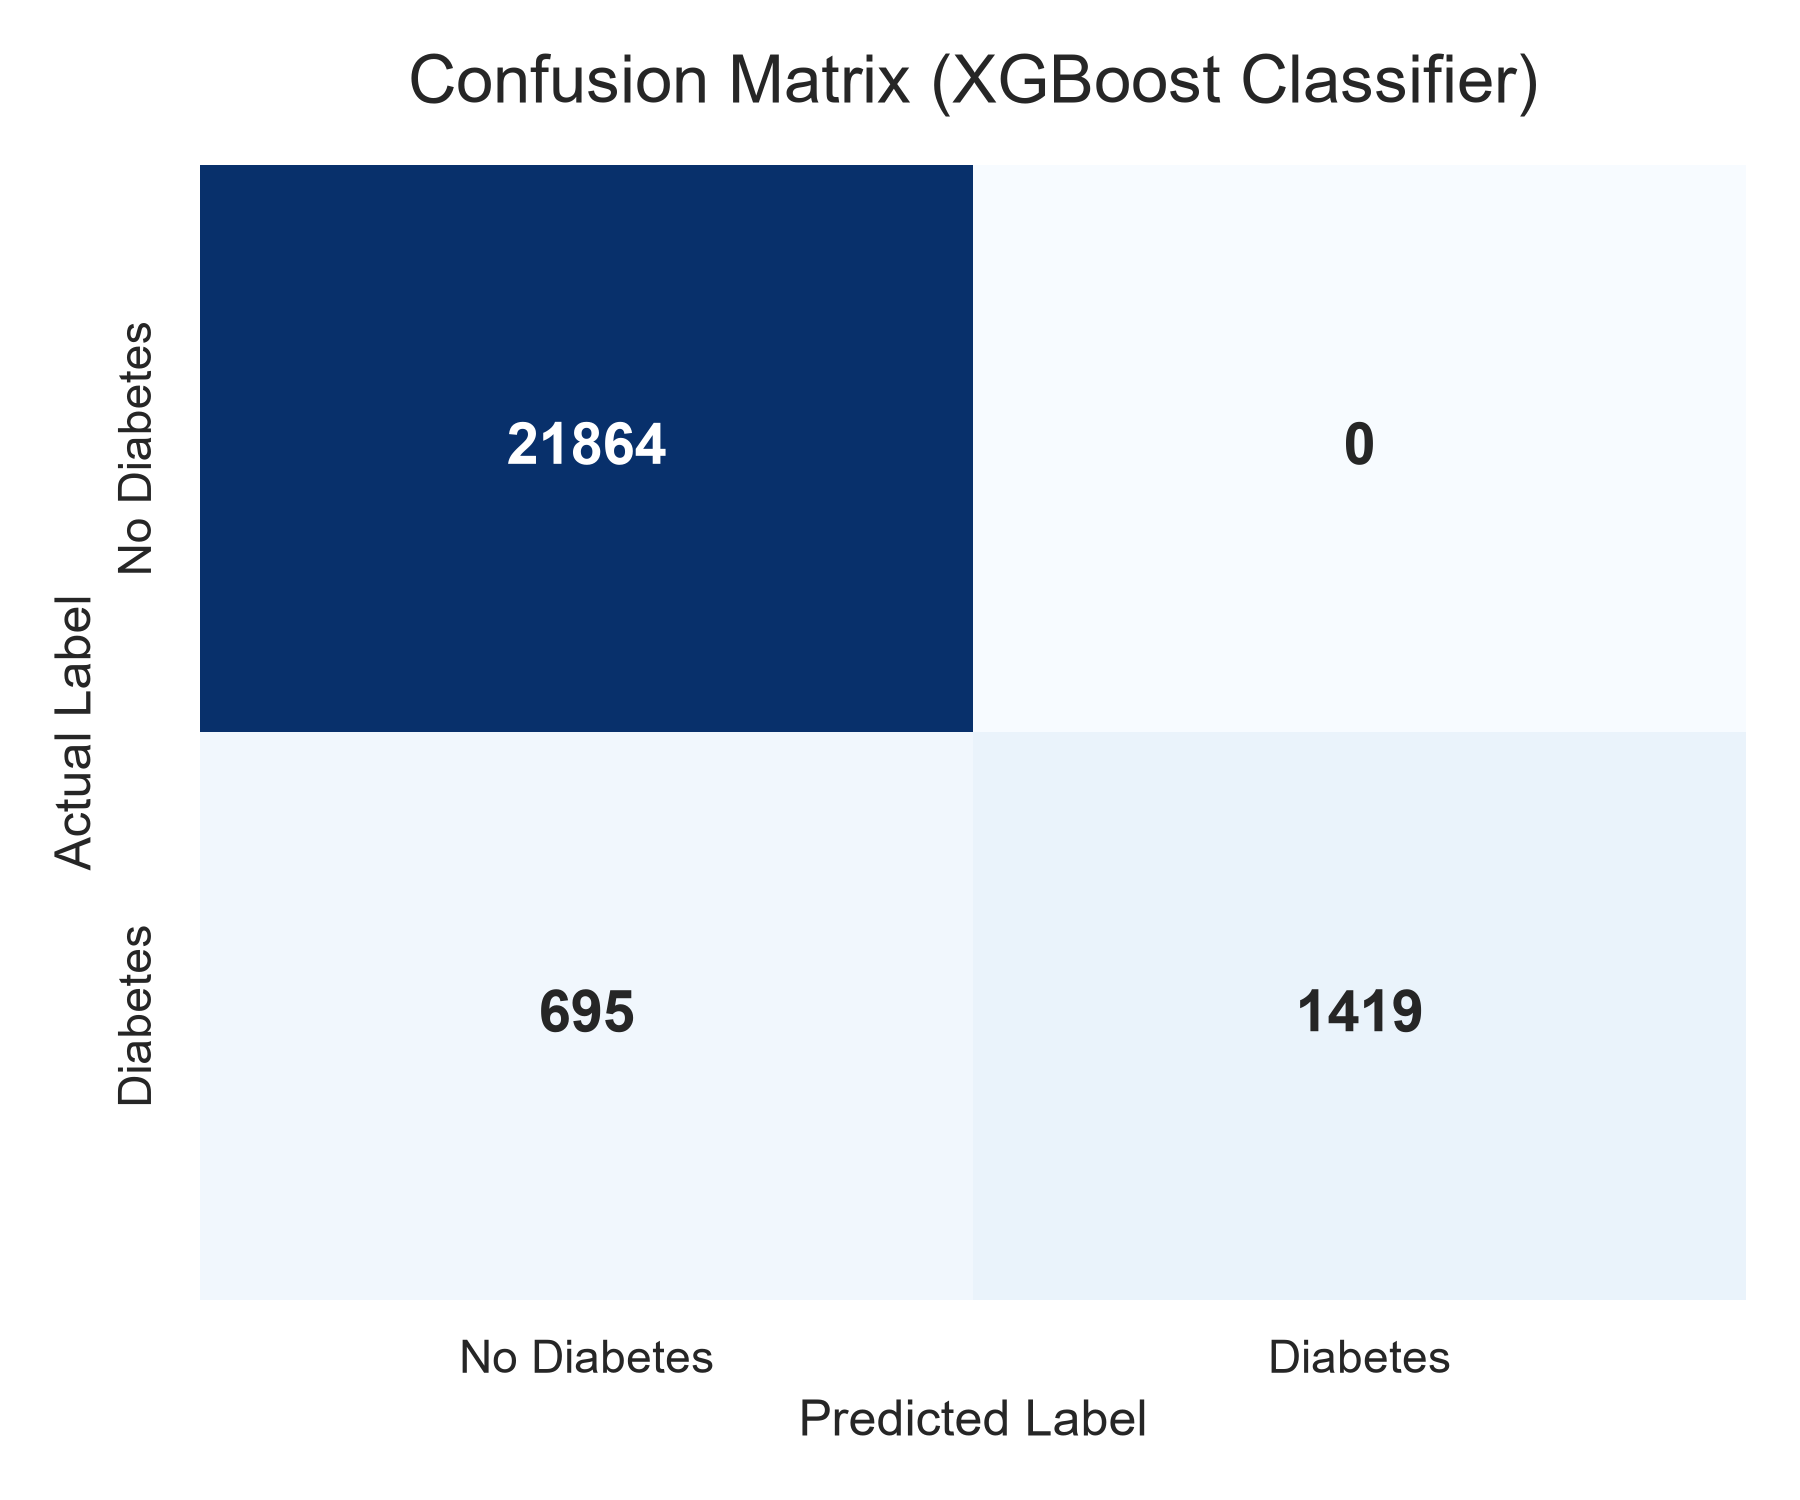 Confusion Matrix (XGBoost Classifier)
Actual Label
No Diabetes
21864
0
Diabetes
695
1419
No Diabetes
Diabetes
Predicted Label